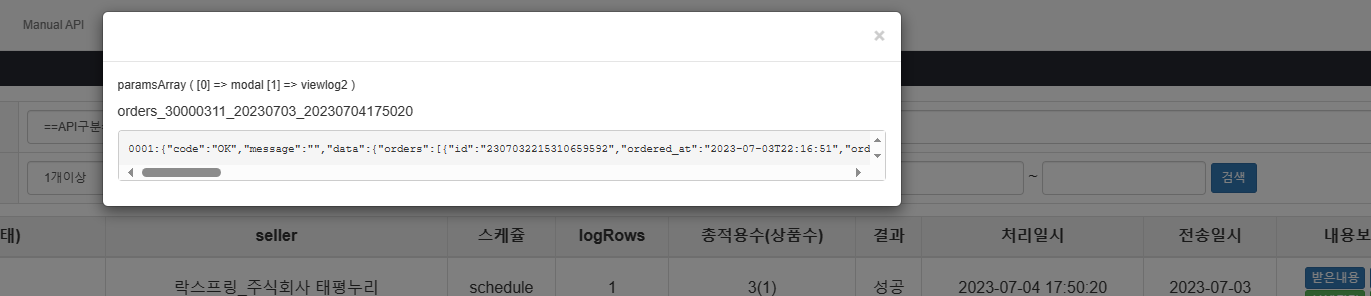 Manual API
×
paramsArray ( [0] => modal [1] => viewlog2 )
orders_30000311_20230703_20230704175020
==API구분
0001:{"code":"OK","message":"","data":{"orders":[{"id":"2307032215310659592","ordered_at":"2023-07-03T22:16:51","ord
1개이상 ~ 검색
태) seller 스케쥴 logRows 총적용수(상품수) 결과 처리일시 전송일시 내용보
락스프링_주식회사 태평누리 schedule 1 3(1) 성공 2023-07-04 17:50:20 2023-07-03 받은내용